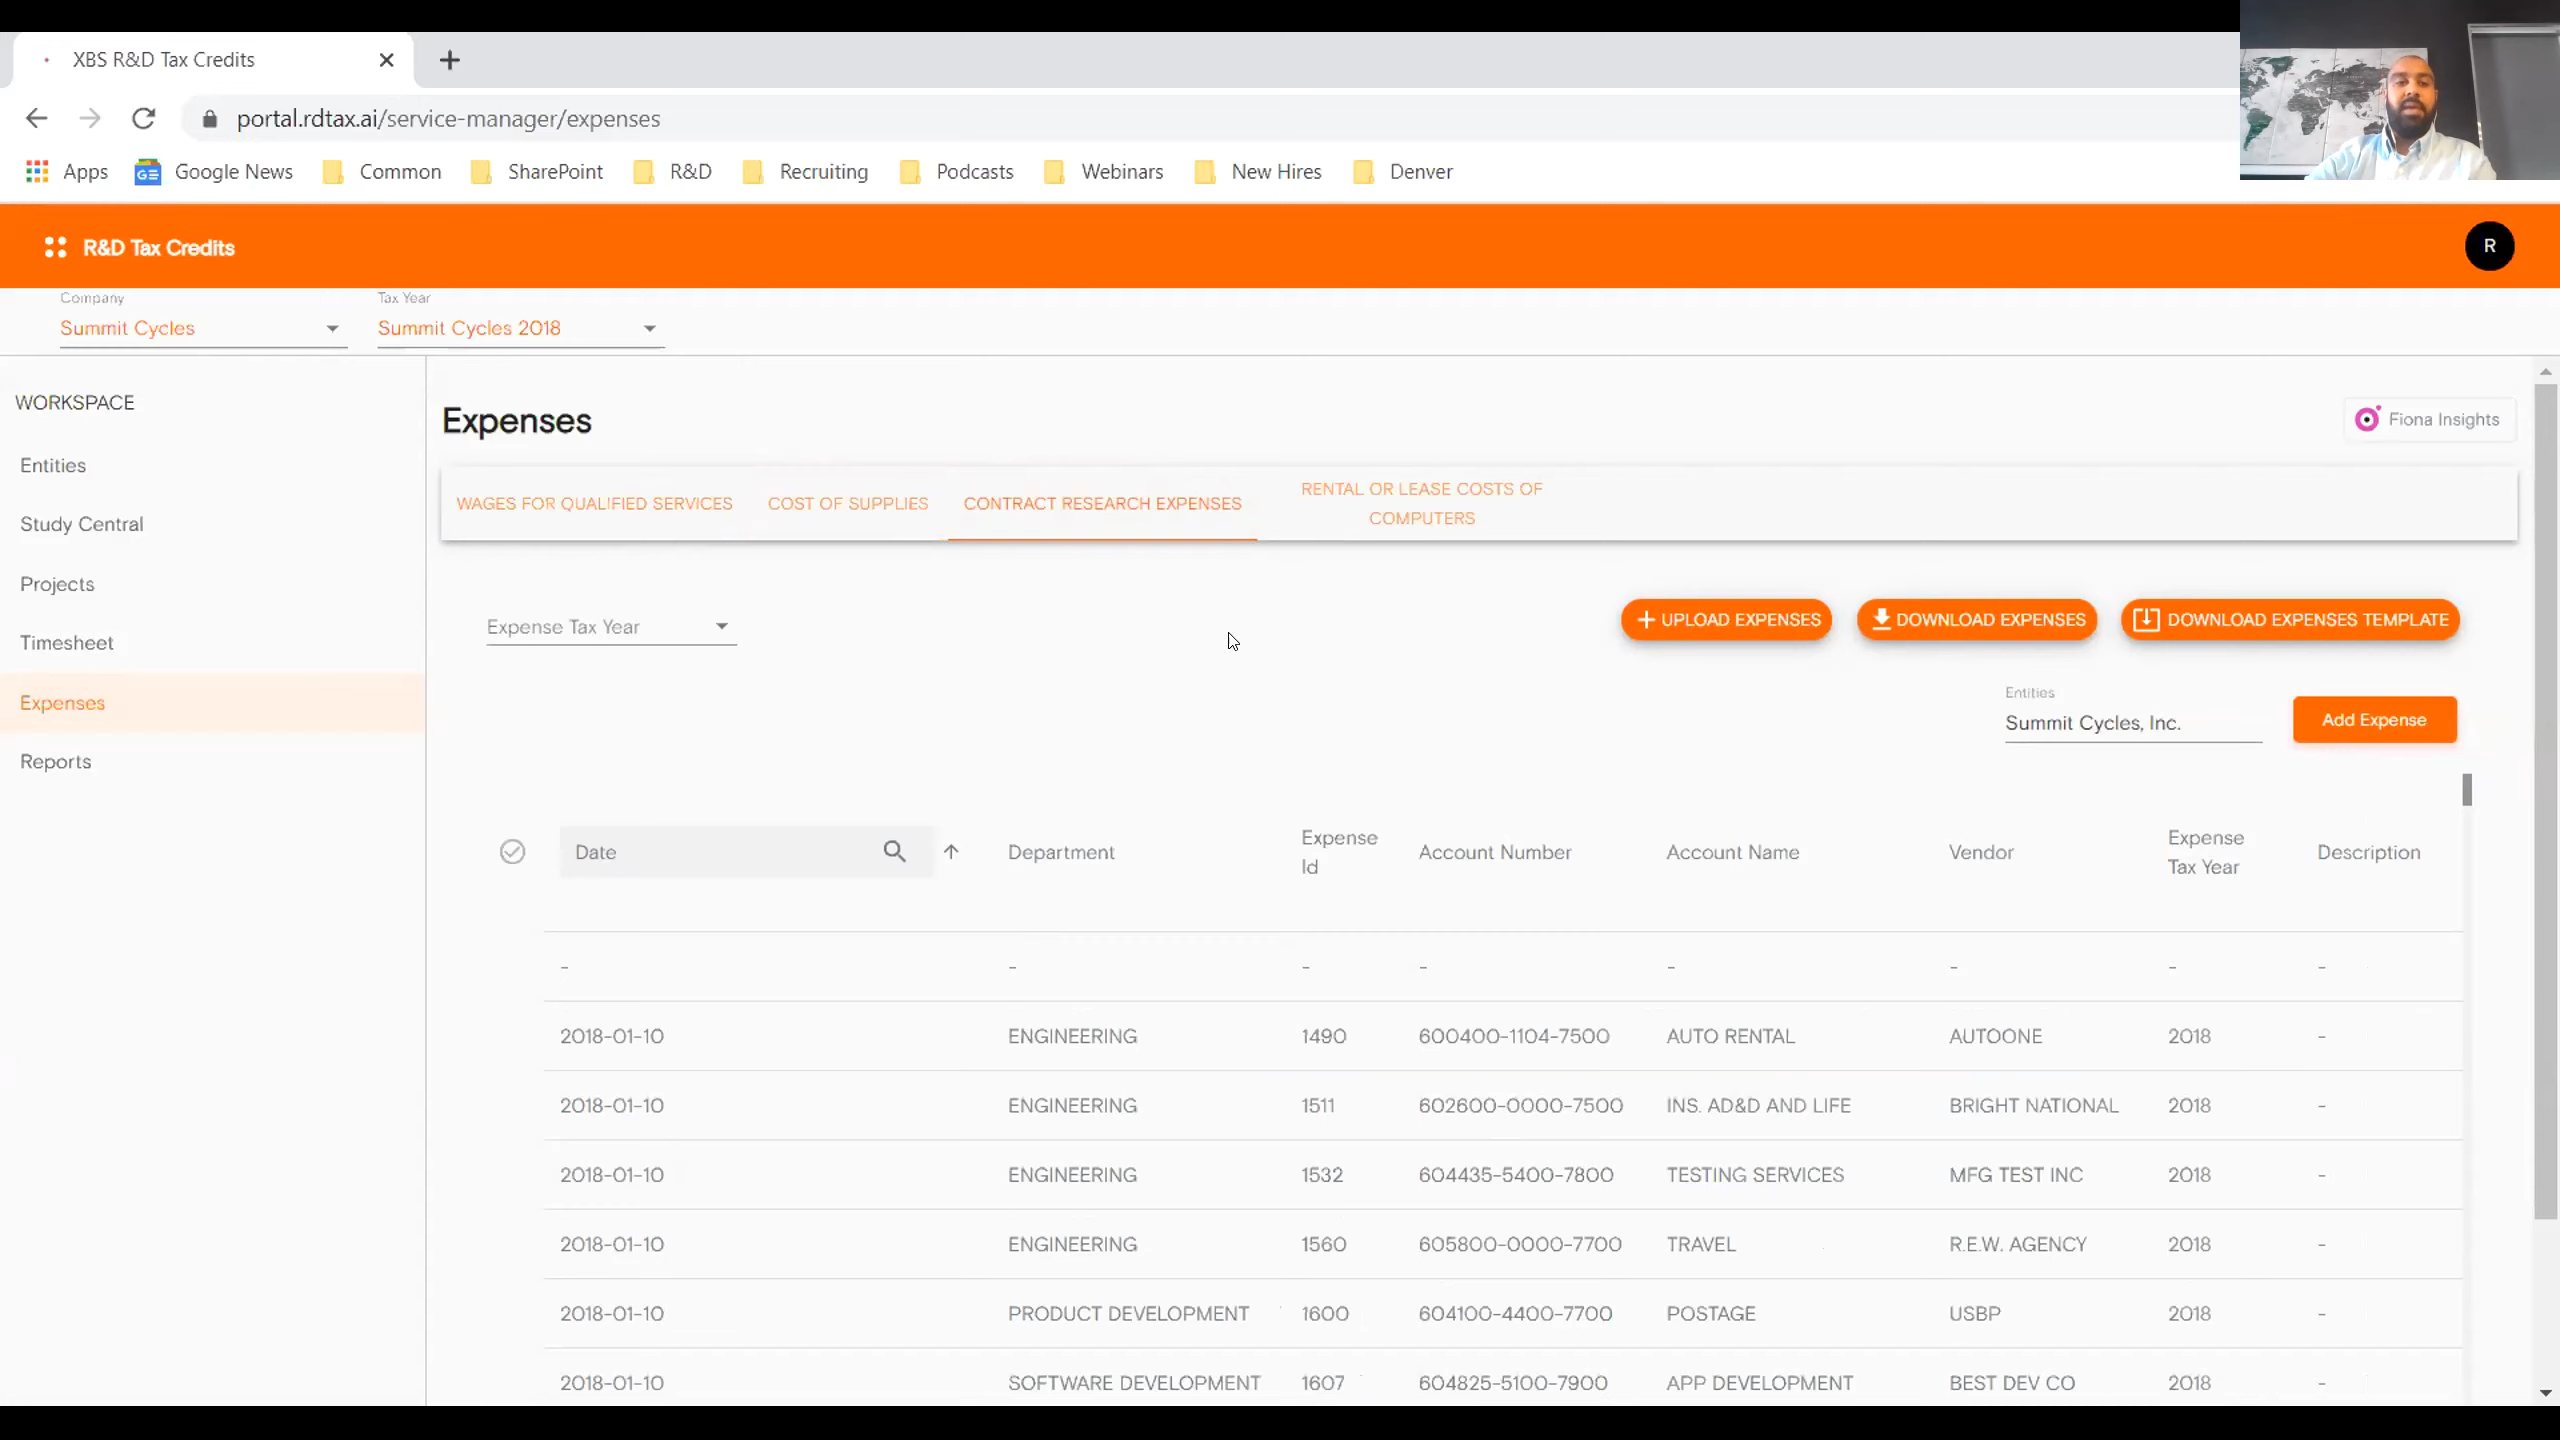 XBS R&D Tax Credits
portal.rdtax.ai/service-manager/expenses
Apps Google News Common SharePoint R&D Recruiting Podcasts Webinars New Hires Denver
R&D Tax Credits R
Company Tax Year
Summit Cycles Summit Cycles 2018
WORKSPACE
Entities
Study Central
Projects
Timesheet
Expenses
Reports
Expenses
Fiona Insights
WAGES FOR QUALIFIED SERVICES COST OF SUPPLIES CONTRACT RESEARCH EXPENSES RENTAL OR LEASE COSTS OF
COMPUTERS
Expense Tax Year UPLOAD EXPENSES DOWNLOAD EXPENSES DOWNLOAD EXPENSES TEMPLATE
Entities
Summit Cycles, Inc. Add Expense
Date Department Expense Id Account Number Account Name Vendor Expense Tax Year Description
- - - - - - - -
2018-01-10 ENGINEERING 1490 600400-1104-7500 AUTO RENTAL AUTOONE 2018 -
2018-01-10 ENGINEERING 1511 602600-0000-7500 INS. AD&D AND LIFE BRIGHT NATIONAL 2018 -
2018-01-10 ENGINEERING 1532 604435-5400-7800 TESTING SERVICES MFG TEST INC 2018 -
2018-01-10 ENGINEERING 1560 605800-0000-7700 TRAVEL R.E.W. AGENCY 2018 -
2018-01-10 PRODUCT DEVELOPMENT 1600 604100-4400-7700 POSTAGE USBP 2018 -
2018-01-10 SOFTWARE DEVELOPMENT 1607 604825-5100-7900 APP DEVELOPMENT BEST DEV CO 2018 -